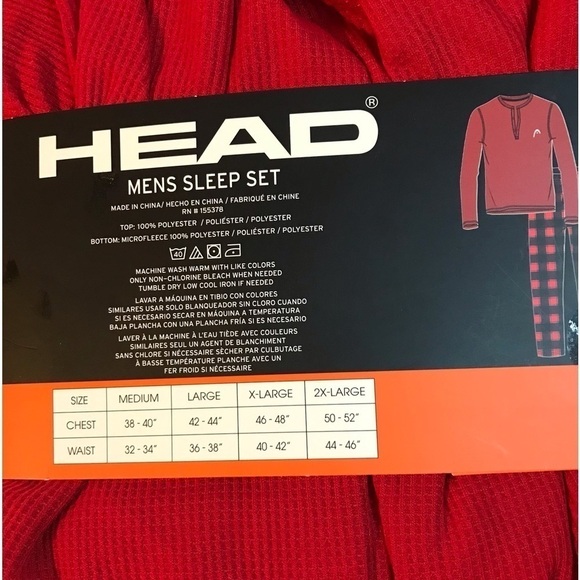 HEAD®
MENS SLEEP SET
MADE IN CHINA/ HECHO EN CHINA / FABRIQUÉ EN CHINE
RN # 155378
TOP: 100% POLYESTER / POLIÉSTER / POLYESTER
BOTTOM: MICROFLEECE 100% POLYESTER / POLIÉSTER / POLYESTER
40
MACHINE WASH WARM WITH LIKE COLORS
ONLY NON-CHLORINE BLEACH WHEN NEEDED
TUMBLE DRY LOW COOL IRON IF NEEDED
LAVAR A MÁQUINA EN TIBIO CON COLORES
SIMILARES USAR SOLO BLANQUEADOR SIN CLORO CUANDO
SI ES NECESARIO SECAR EN MÁQUINA A TEMPERATURA
BAJA PLANCHA CON UNA PLANCHA FRÍA SI ES NECESARIO
LAVER À LA MACHINE À L'EAU TIÈDE AVEC COULEURS
SIMILAIRES SEUL UN AGENT DE BLANCHIMENT
SANS CHLORE SI NÉCESSAIRE SÈCHER PAR CULBUTAGE
À BASSE TEMPÉRATURE PLANCHE AVEC UN
FER FROID SI NÉCESSAIRE
SIZE MEDIUM LARGE X-LARGE 2X-LARGE
CHEST 38 - 40" 42 - 44" 46 - 48" 50 - 52"
WAIST 32 - 34" 36 - 38" 40 - 42" 44 - 46"